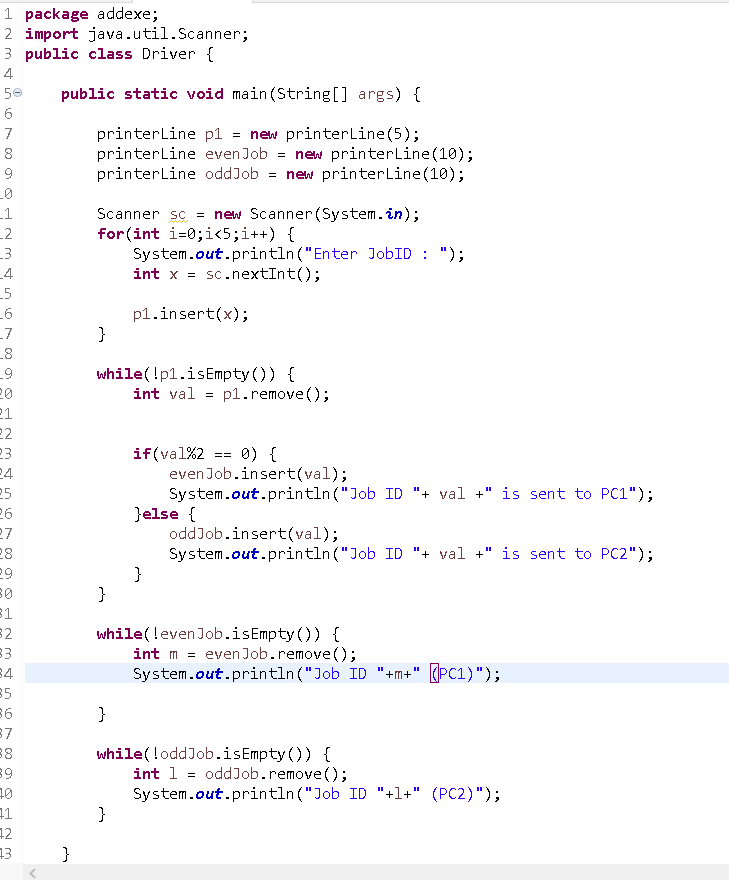 1 package addexe;
2 import java.util.Scanner;
3 public class Driver {
4
5 public static void main(String[] args) {
6
7 printerLine p1 = new printerLine(5);
8 printerLine evenJob = new printerLine(10);
9 printerLine oddJob = new printerLine(10);
10
11 Scanner sc = new Scanner(System.in);
12 for(int i=0;i<5;i++) {
13 System.out.println("Enter JobID : ");
14 int x = sc.nextInt();
15
16 p1.insert(x);
17 }
18
19 while(!p1.isEmpty()) {
20 int val = p1.remove();
21
22
23 if(val%2 == 0) {
24 evenJob.insert(val);
25 System.out.println("Job ID "+ val +" is sent to PC1");
26 }else {
27 oddJob.insert(val);
28 System.out.println("Job ID "+ val +" is sent to PC2");
29 }
30 }
31
32 while(!evenJob.isEmpty()) {
33 int m = evenJob.remove();
34 System.out.println("Job ID "+m+" (PC1)");
35
36 }
37
38 while(!oddJob.isEmpty()) {
39 int l = oddJob.remove();
40 System.out.println("Job ID "+l+" (PC2)");
41 }
42
43 }